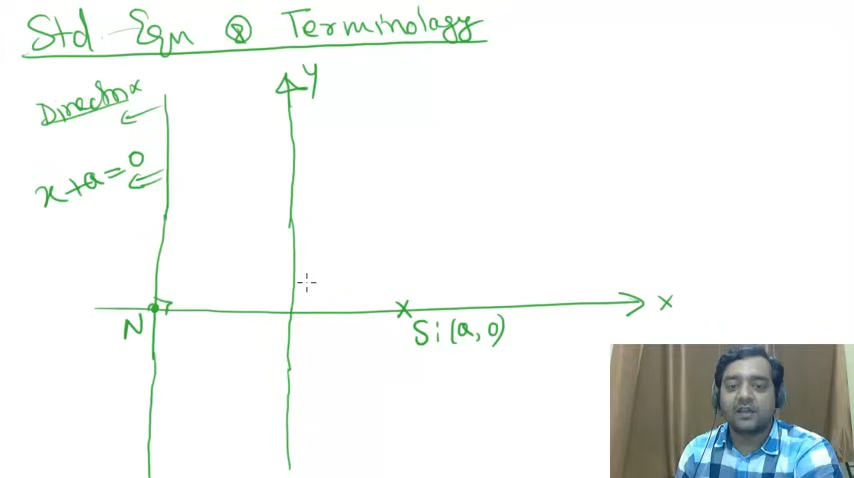 Std Eqn & Terminology
Y
Directrix
x+a=0
X
N
S:(a,0)